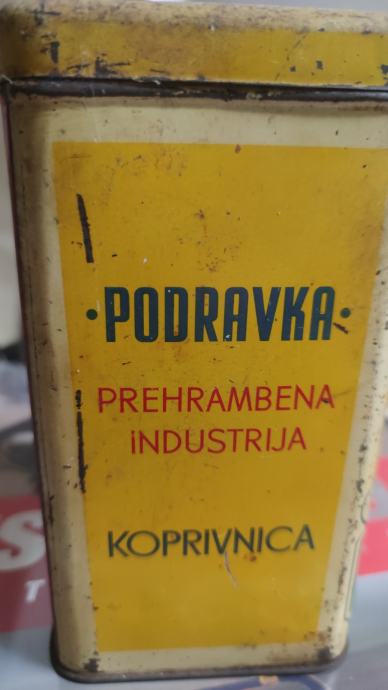 ·PODRAVKA·
PREHRAMBENA
INDUSTRIJA
KOPRIVNICA